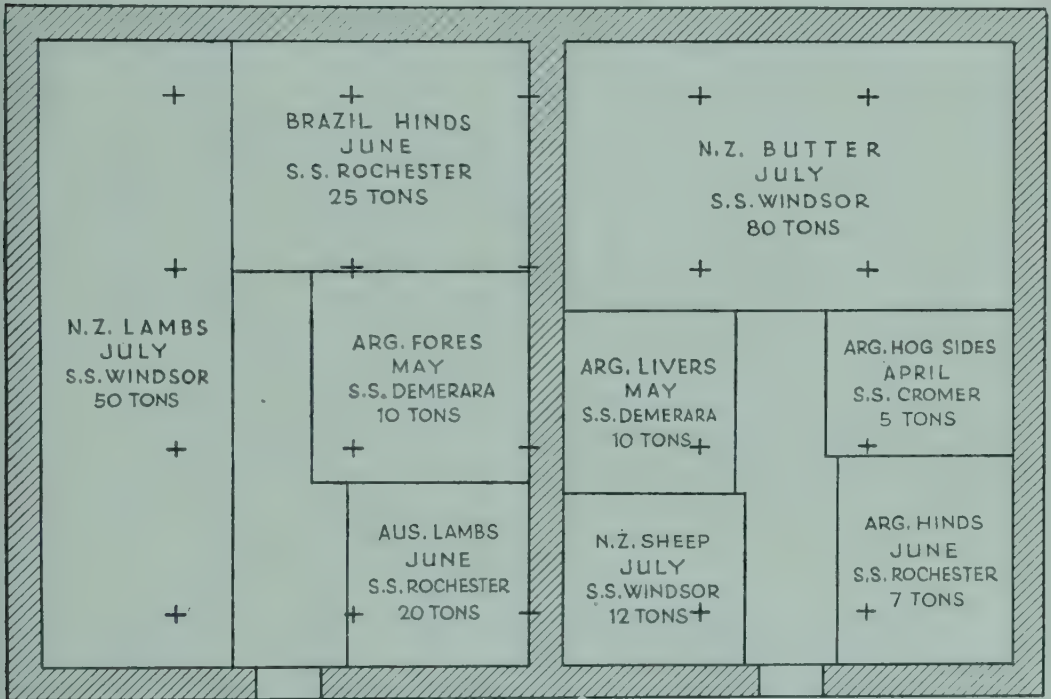 BRAZIL HINDS
JUNE
S.S. ROCHESTER
25 TONS
N.Z. LAMBS
JULY
S.S. WINDSOR
50 TONS
ARG. FORES
MAY
S.S. DEMERARA
10 TONS
AUS. LAMBS
JUNE
S.S. ROCHESTER
20 TONS
N.Z. BUTTER
JULY
S.S. WINDSOR
80 TONS
ARG. LIVERS
MAY
S.S. DEMERARA
10 TONS
ARG. HOG SIDES
APRIL
S.S. CROMER
5 TONS
N.Z. SHEEP
JULY
S.S. WINDSOR
12 TONS
ARG. HINDS
JUNE
S.S. ROCHESTER
7 TONS